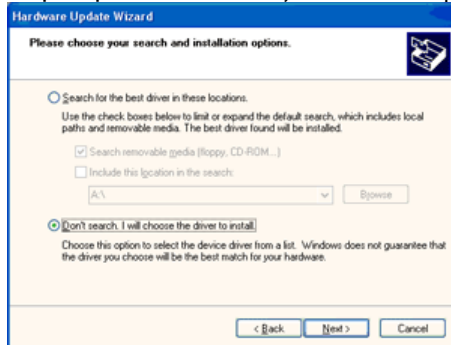 Hardware Update Wizard
Please choose your search and installation options.
Search for the best driver in these locations.
Use the check boxes below to limit or expand the default search, which includes local
paths and removable media. The best driver found will be installed.
Search removable media (floppy, CD-ROM...)
Include this location in the search:
A:\
Browse
Don't search. I will choose the driver to install.
Choose this option to select the device driver from a list. Windows does not guarantee that
the driver you choose will be the best match for your hardware.
< Back Next > Cancel